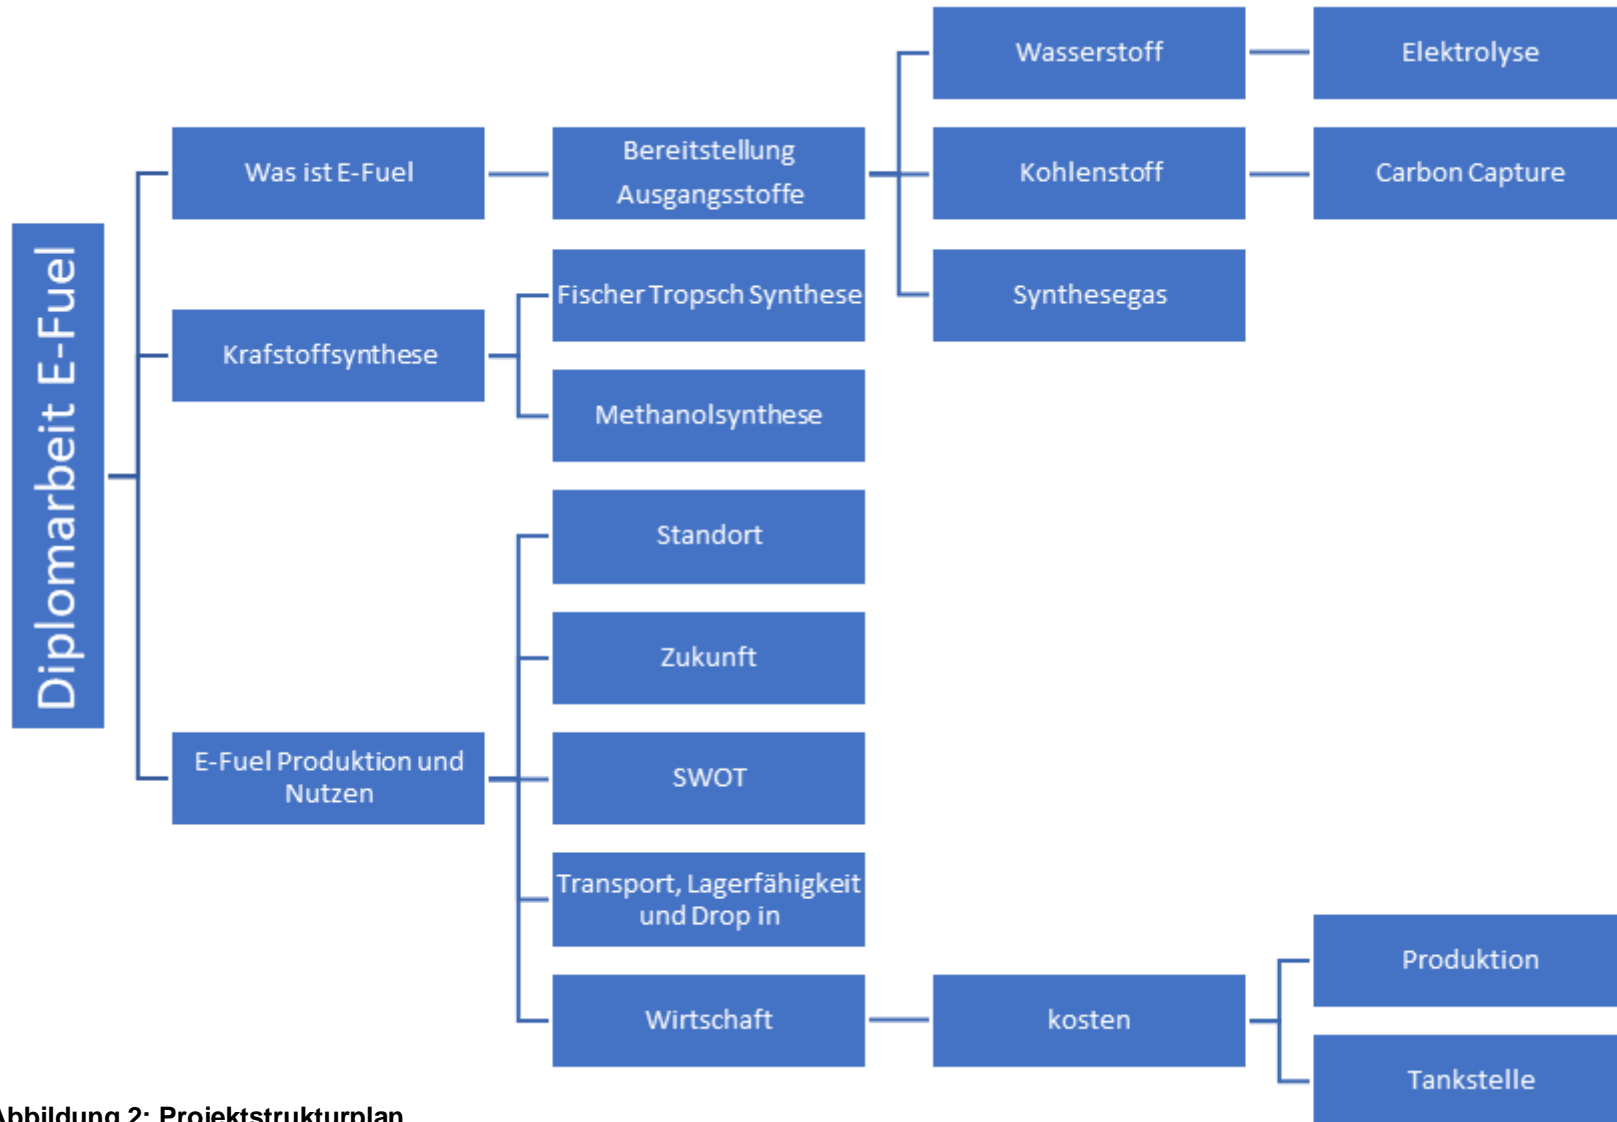 Diplomarbeit E-Fuel
Was ist E-Fuel
Bereitstellung
Ausgangsstoffe
Wasserstoff
Elektrolyse
Kohlenstoff
Carbon Capture
Synthesegas
Krafstoffsynthese
Fischer Tropsch Synthese
Methanolsynthese
E-Fuel Produktion und
Nutzen
Standort
Zukunft
SWOT
Transport, Lagerfähigkeit
und Drop in
Wirtschaft
kosten
Produktion
Tankstelle
Abbildung 2: Projektstrukturplan